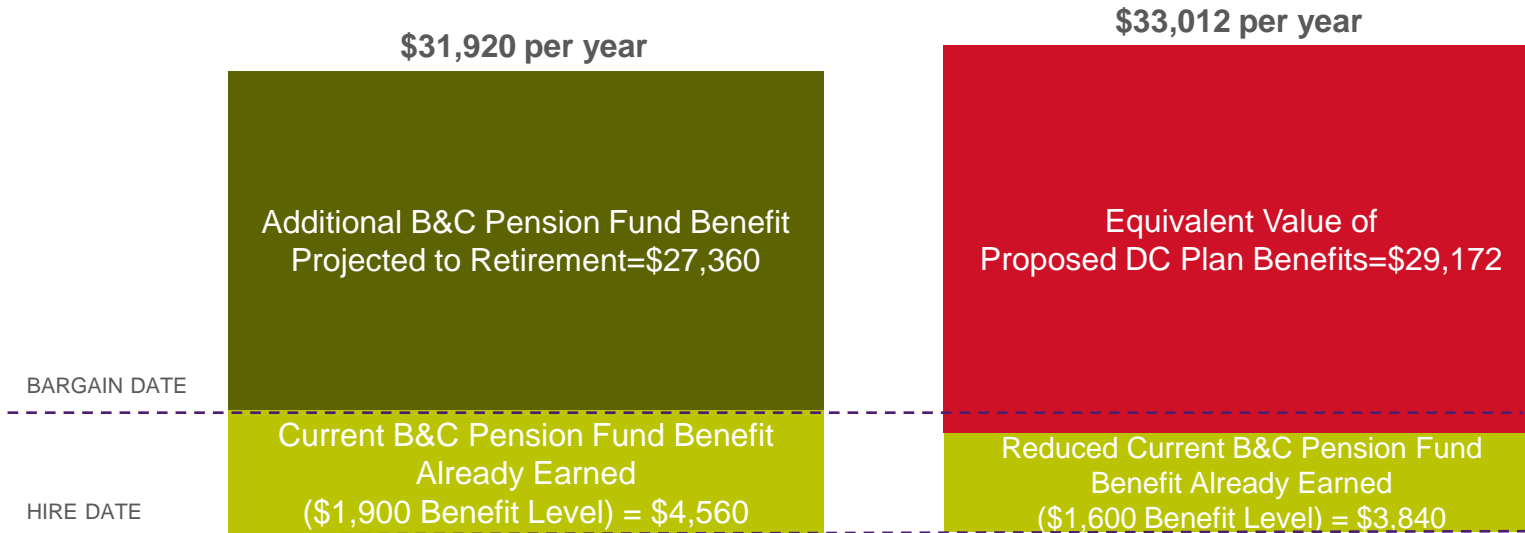 $31,920 per year
$33,012 per year
Additional B&C Pension Fund Benefit
Projected to Retirement=$27,360
Equivalent Value of
Proposed DC Plan Benefits=$29,172
BARGAIN DATE
Current B&C Pension Fund Benefit
Already Earned
($1,900 Benefit Level) = $4,560
Reduced Current B&C Pension Fund
Benefit Already Earned
($1,600 Benefit Level) = $3,840
HIRE DATE